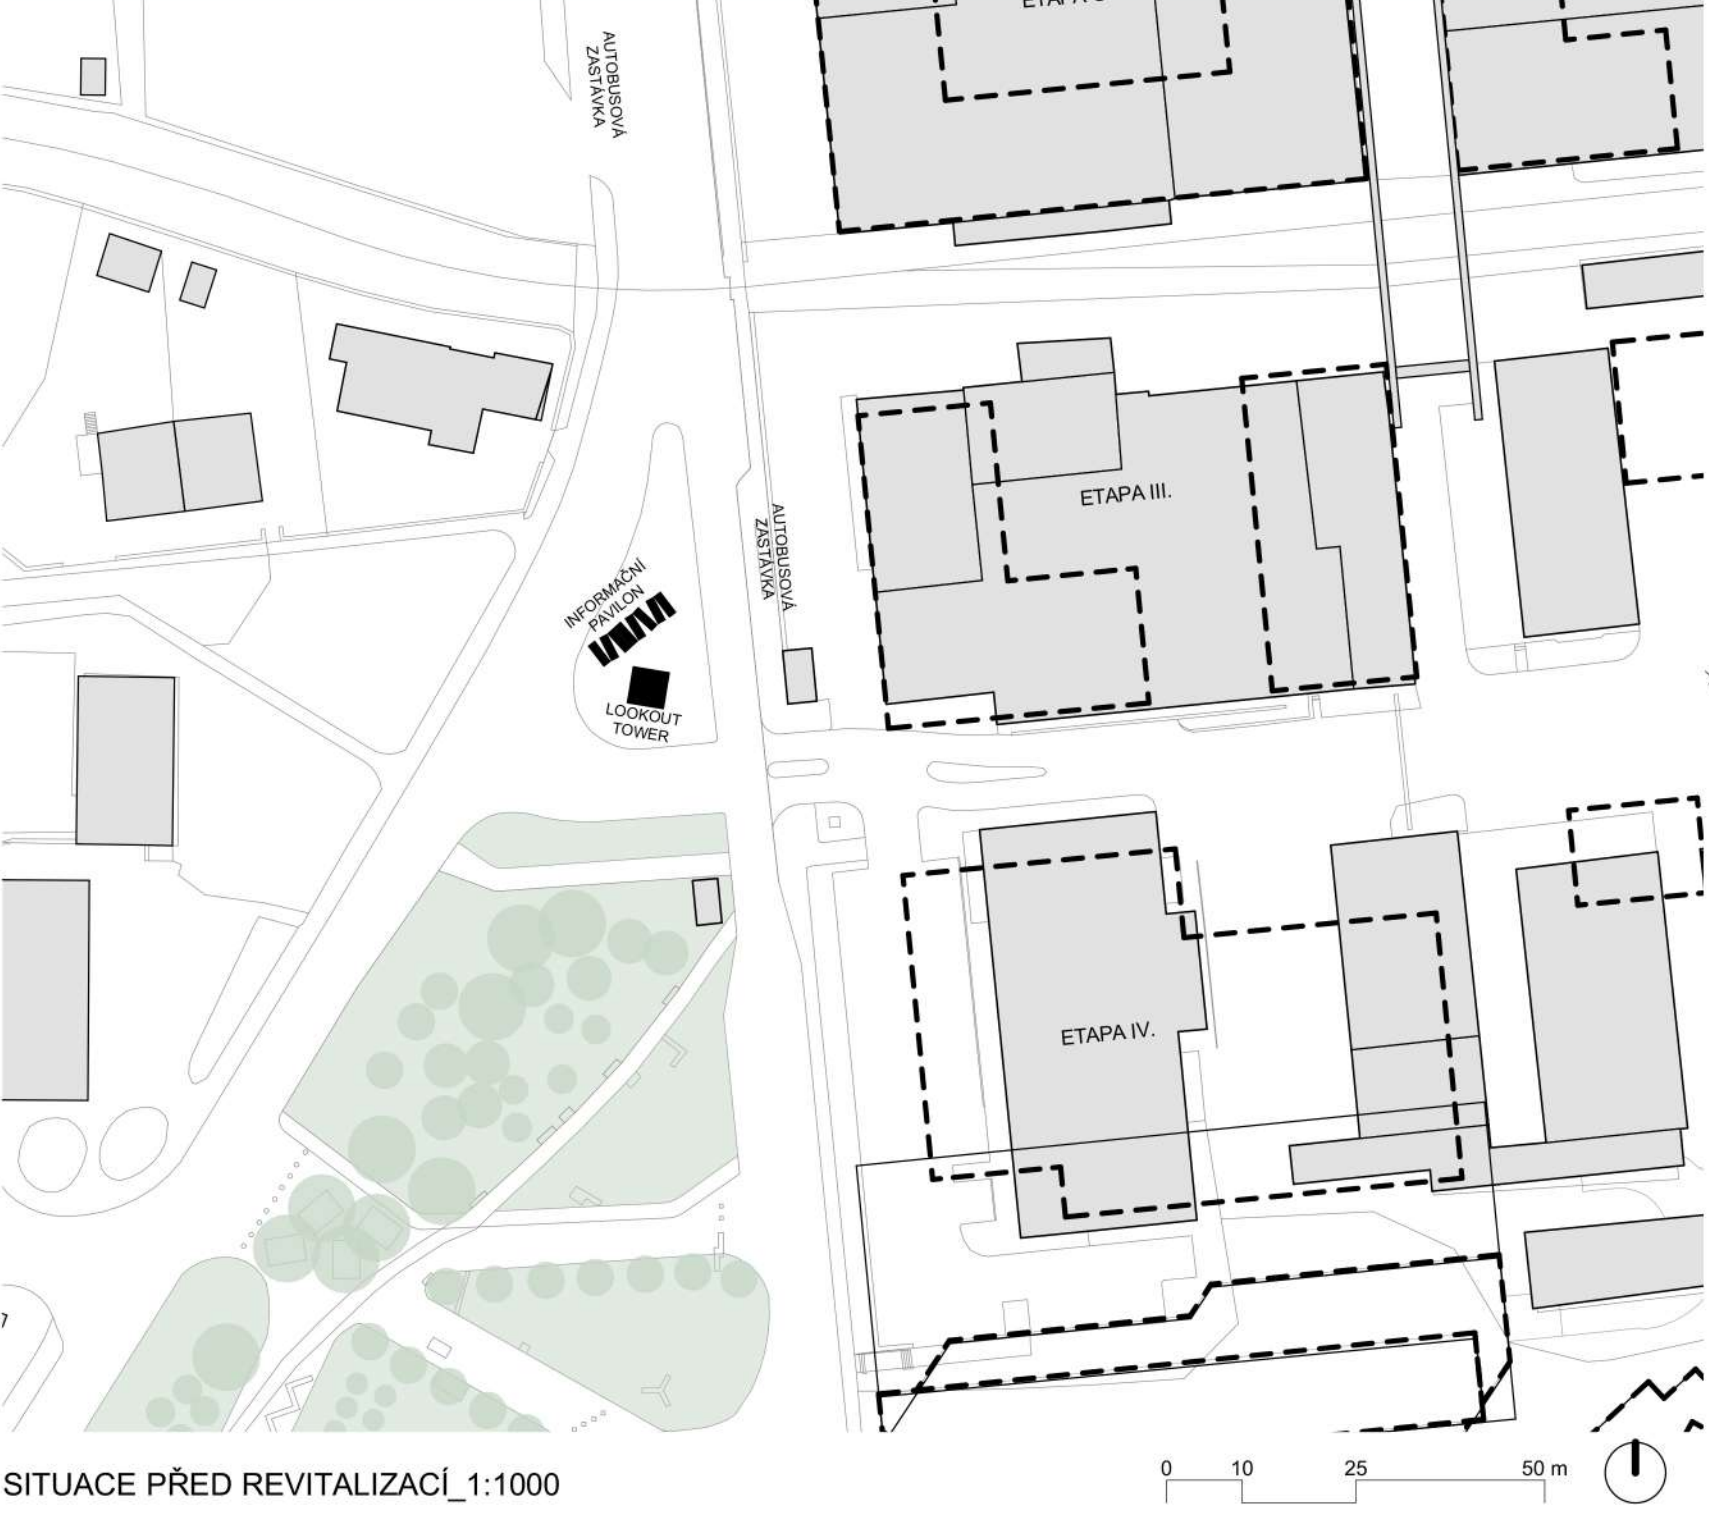 ETAPA
AUTOBUSOVÁ
ZASTÁVKA
ETAPA III.
AUTOBUSOVÁ
ZASTÁVKA
INFORMAČNÍ
PAVILON
LOOKOUT
TOWER
ETAPA IV.
SITUACE PŘED REVITALIZACÍ_1:1000
0 10 25 50 m